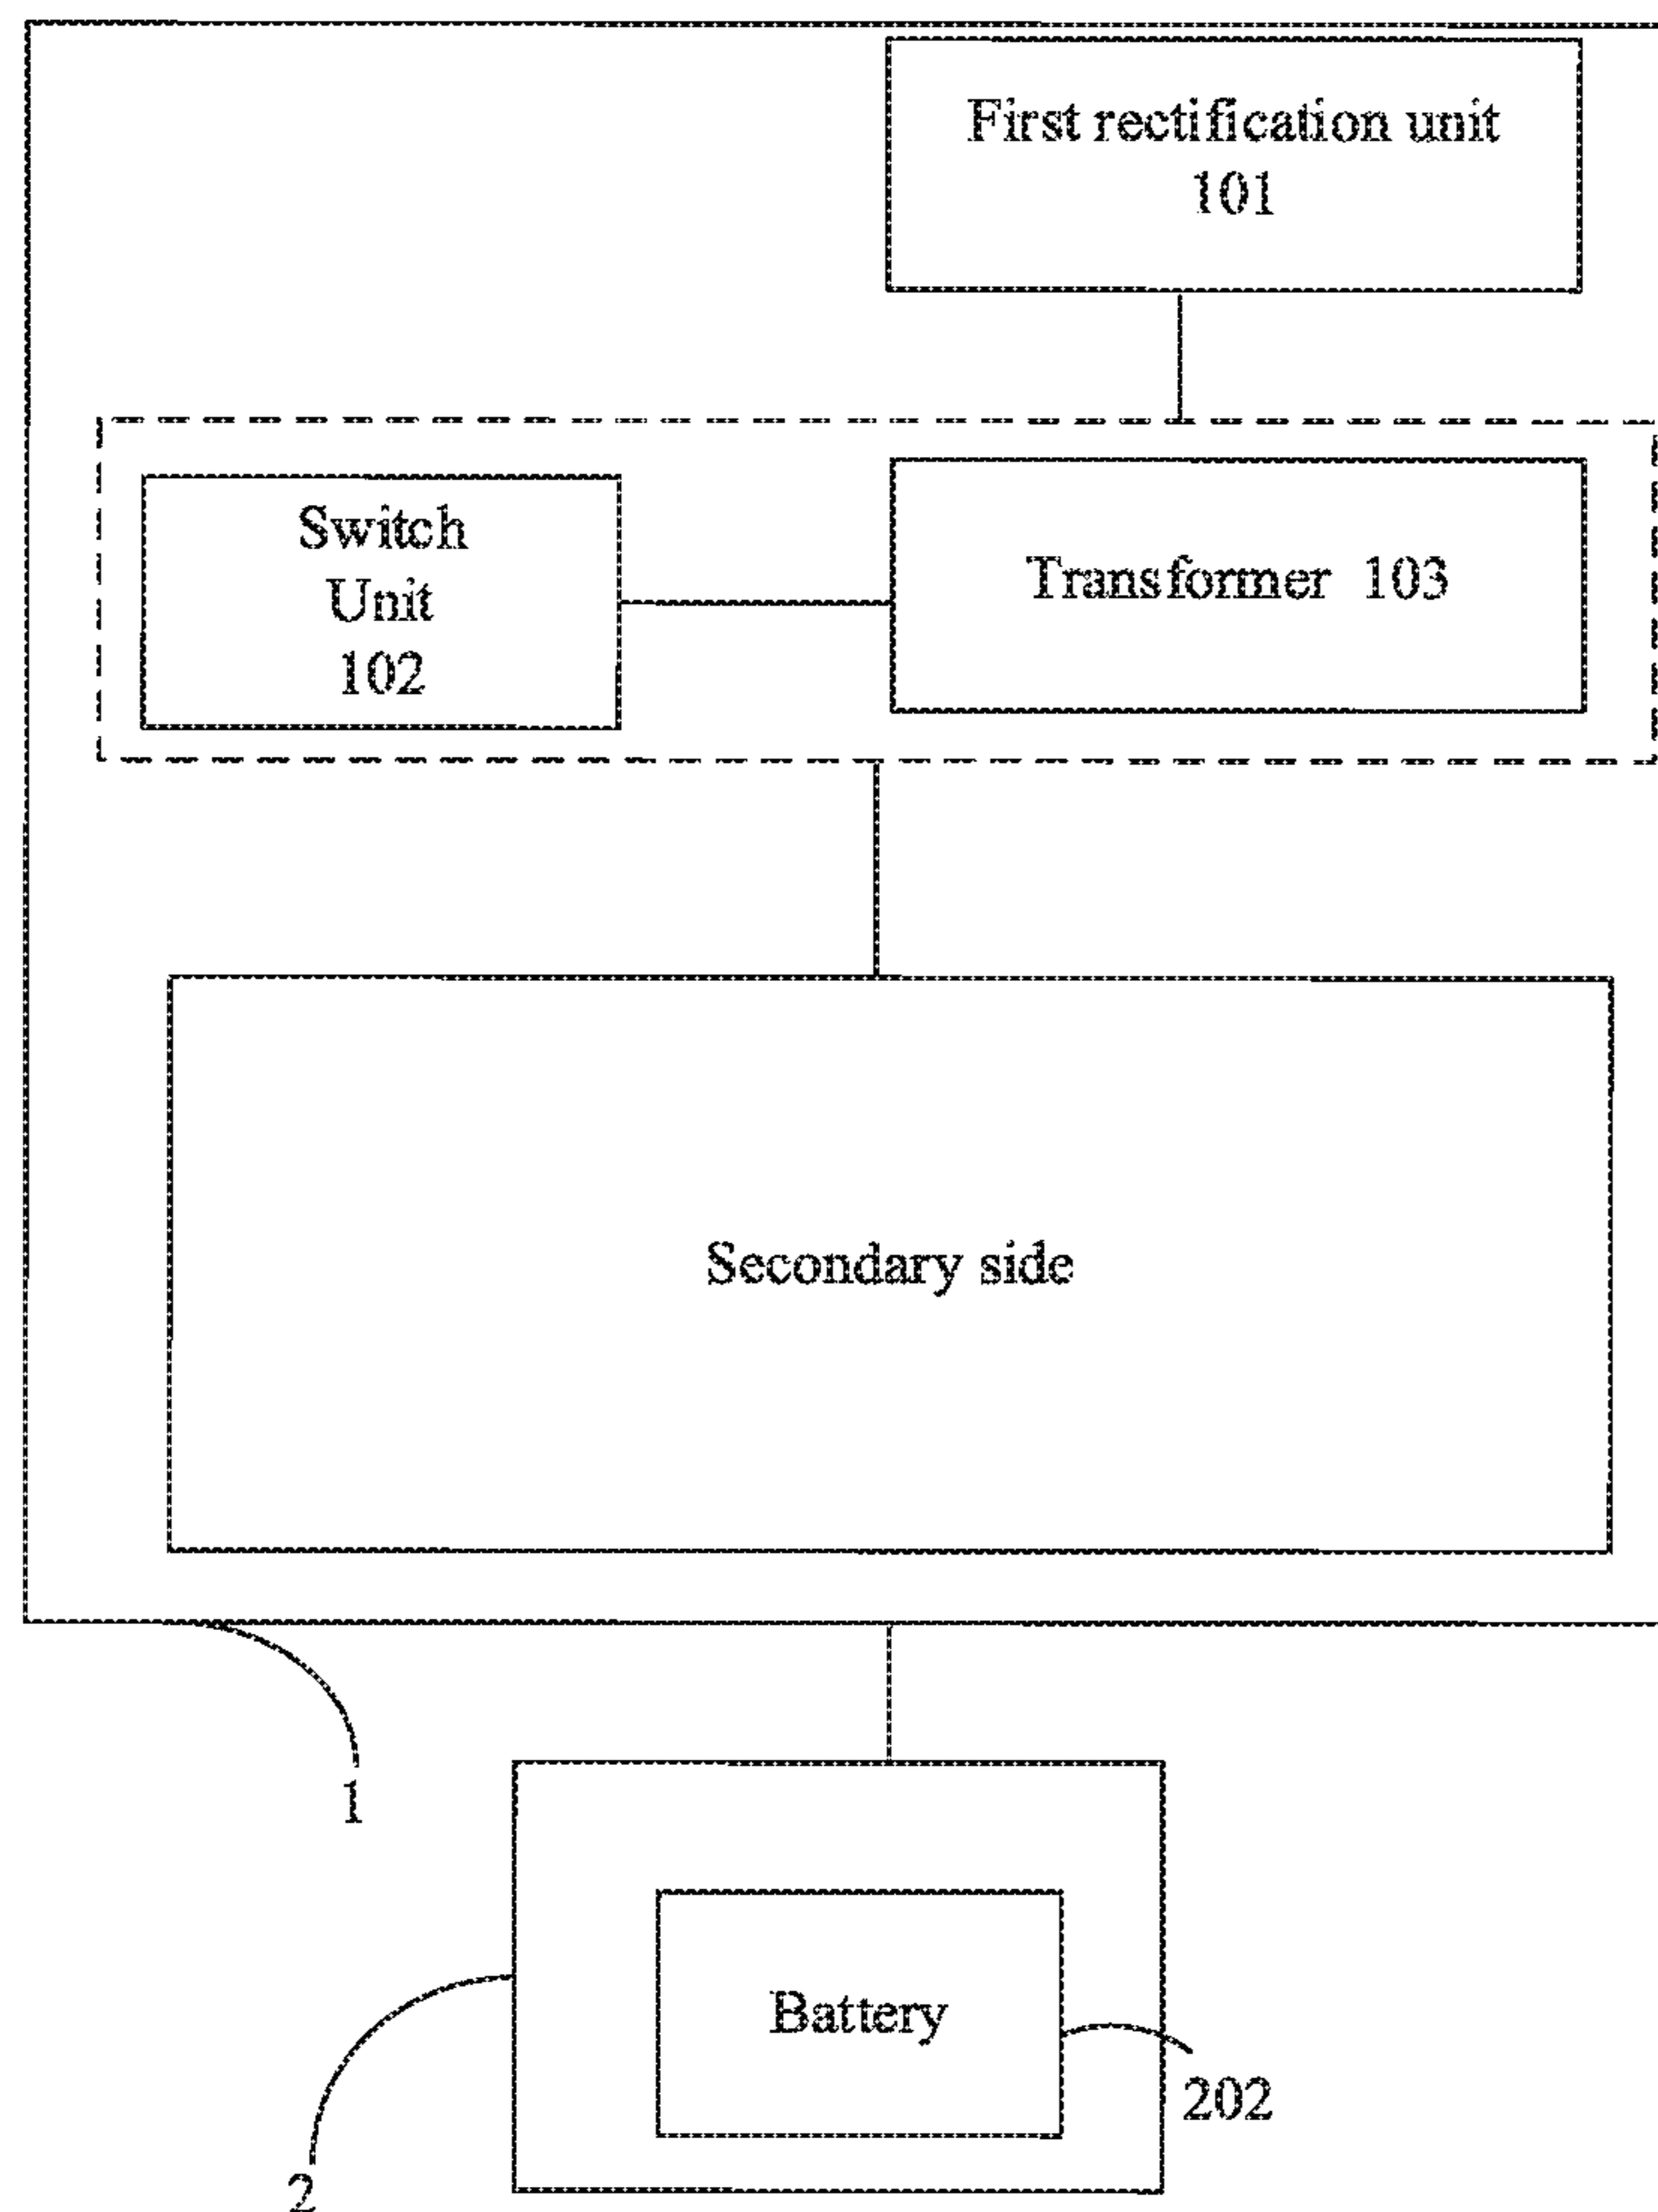 First rectification unit
101
Switch
Unit
102
Transformer 103
Secondary side
1
Battery
202
2